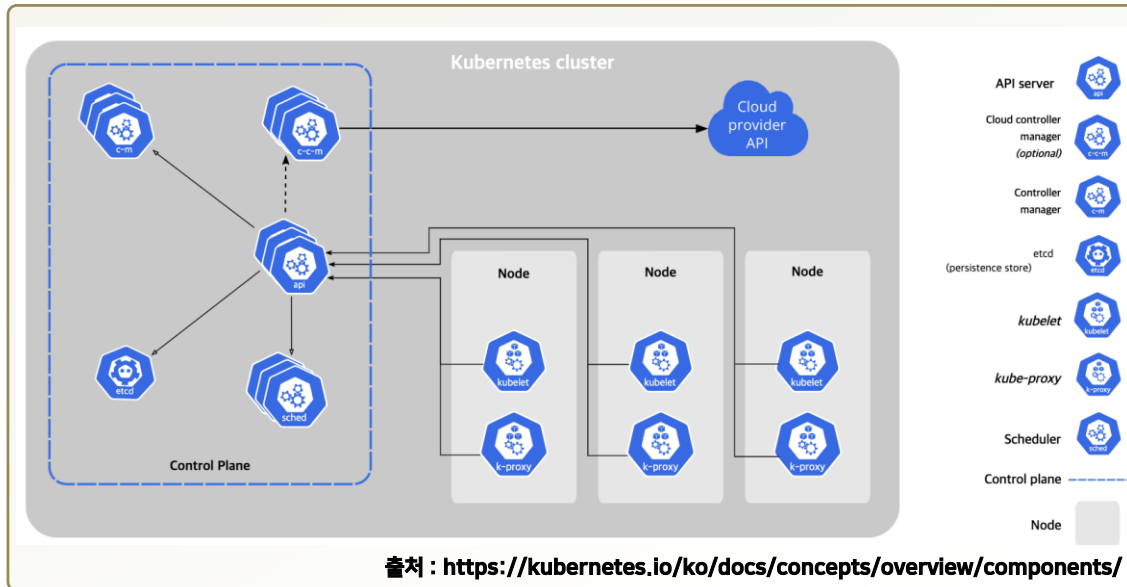 Kubernetes cluster
c-m
c-c-m
Cloud
provider
API
api
etcd
sched
Control Plane
Node
kubelet
k-proxy
Node
kubelet
k-proxy
Node
kubelet
k-proxy
API server
api
Cloud controller
manager
(optional)
c-c-m
Controller
manager
c-m
etcd
(persistence store)
etcd
kubelet
kubelet
kube-proxy
k-proxy
Scheduler
sched
Control plane
Node
출처 : https://kubernetes.io/ko/docs/concepts/overview/components/